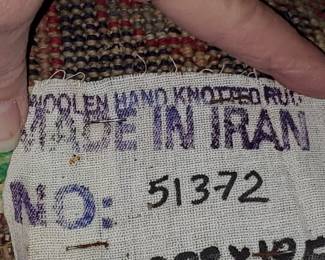 WOOLEN HAND KNOTTED RUG
MADE IN IRAN
NO: 51372